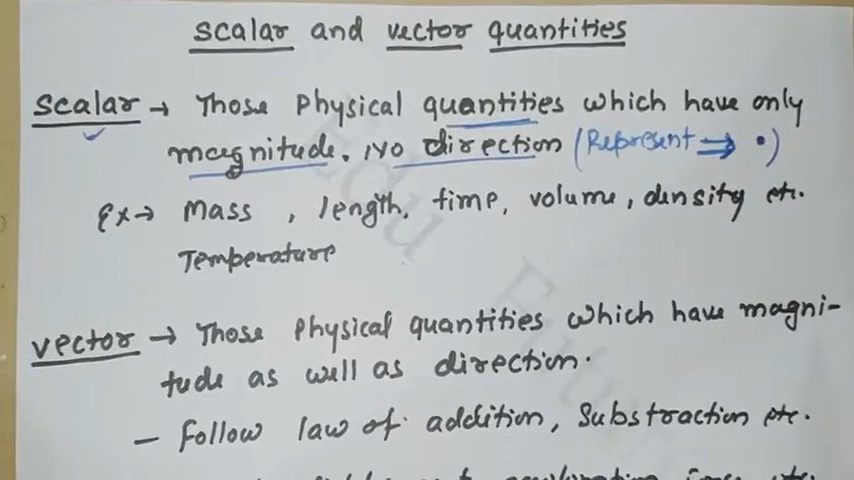 scalar and vector quantities
scalar → Those Physical quantities which have only
magnitude. No direction (Represent ⇒ •)
Ex → Mass , length, time, volume, density etc.
Temperature
vector → Those Physical quantities which have magni-
tude as well as direction.
- Follow law of addition, Substraction etc.
Edu Future